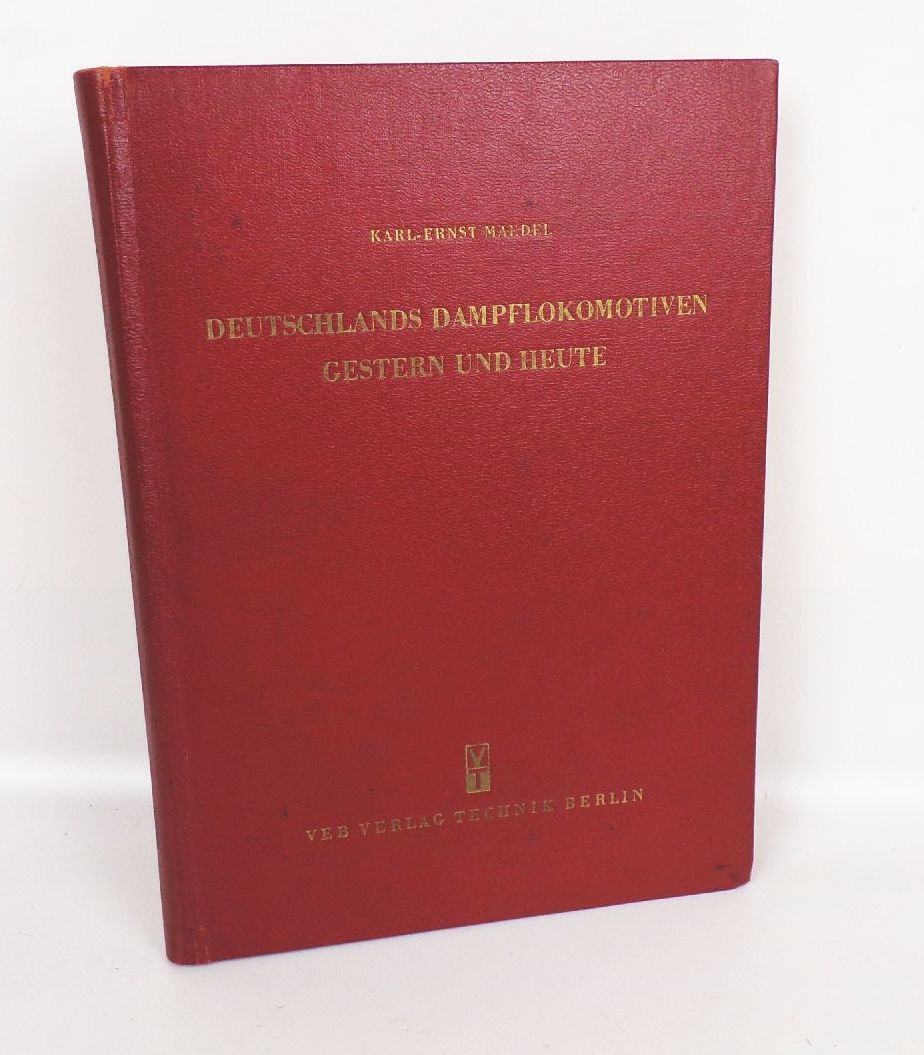 KARL-ERNST MAEDEL
DEUTSCHLANDS DAMPFLOKOMOTIVEN
GESTERN UND HEUTE
VT
VEB VERLAG TECHNIK BERLIN